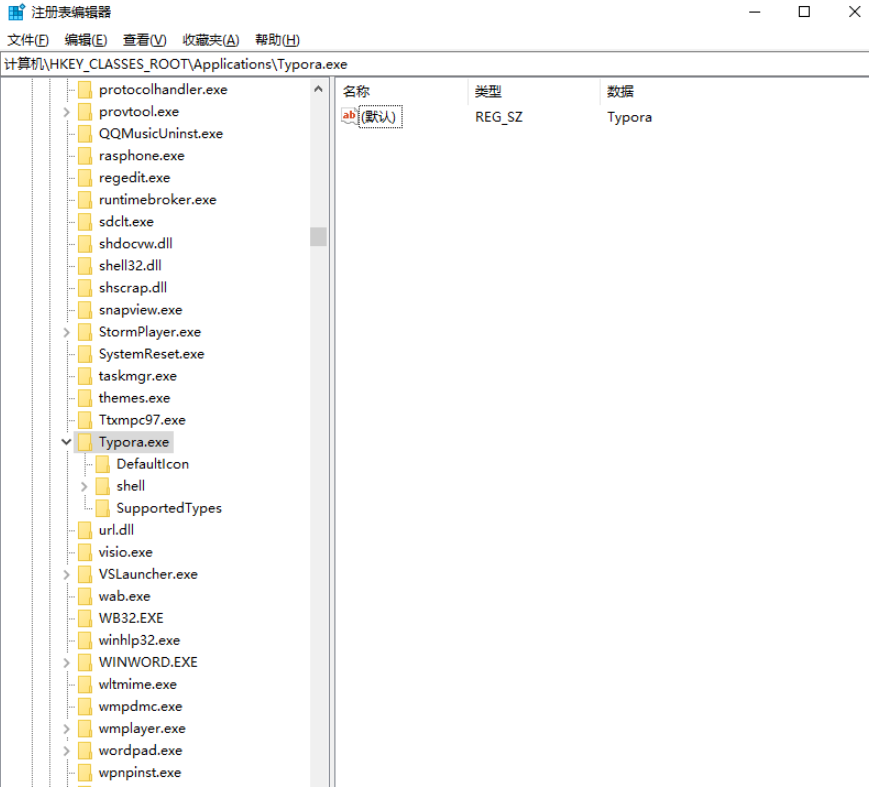 注册表编辑器
文件(F) 编辑(E) 查看(V) 收藏夹(A) 帮助(H)
计算机\HKEY_CLASSES_ROOT\Applications\Typora.exe
protocolhandler.exe
provtool.exe
QQMusicUninst.exe
rasphone.exe
regedit.exe
runtimebroker.exe
sdclt.exe
shdocvw.dll
shell32.dll
shscrap.dll
snapview.exe
StormPlayer.exe
SystemReset.exe
taskmgr.exe
themes.exe
Ttxmpc97.exe
Typora.exe
DefaultIcon
shell
SupportedTypes
url.dll
visio.exe
VSLauncher.exe
wab.exe
WB32.EXE
winhlp32.exe
WINWORD.EXE
wltmime.exe
wmpdmc.exe
wmplayer.exe
wordpad.exe
wpnpinst.exe
名称 类型 数据
ab (默认) REG_SZ Typora